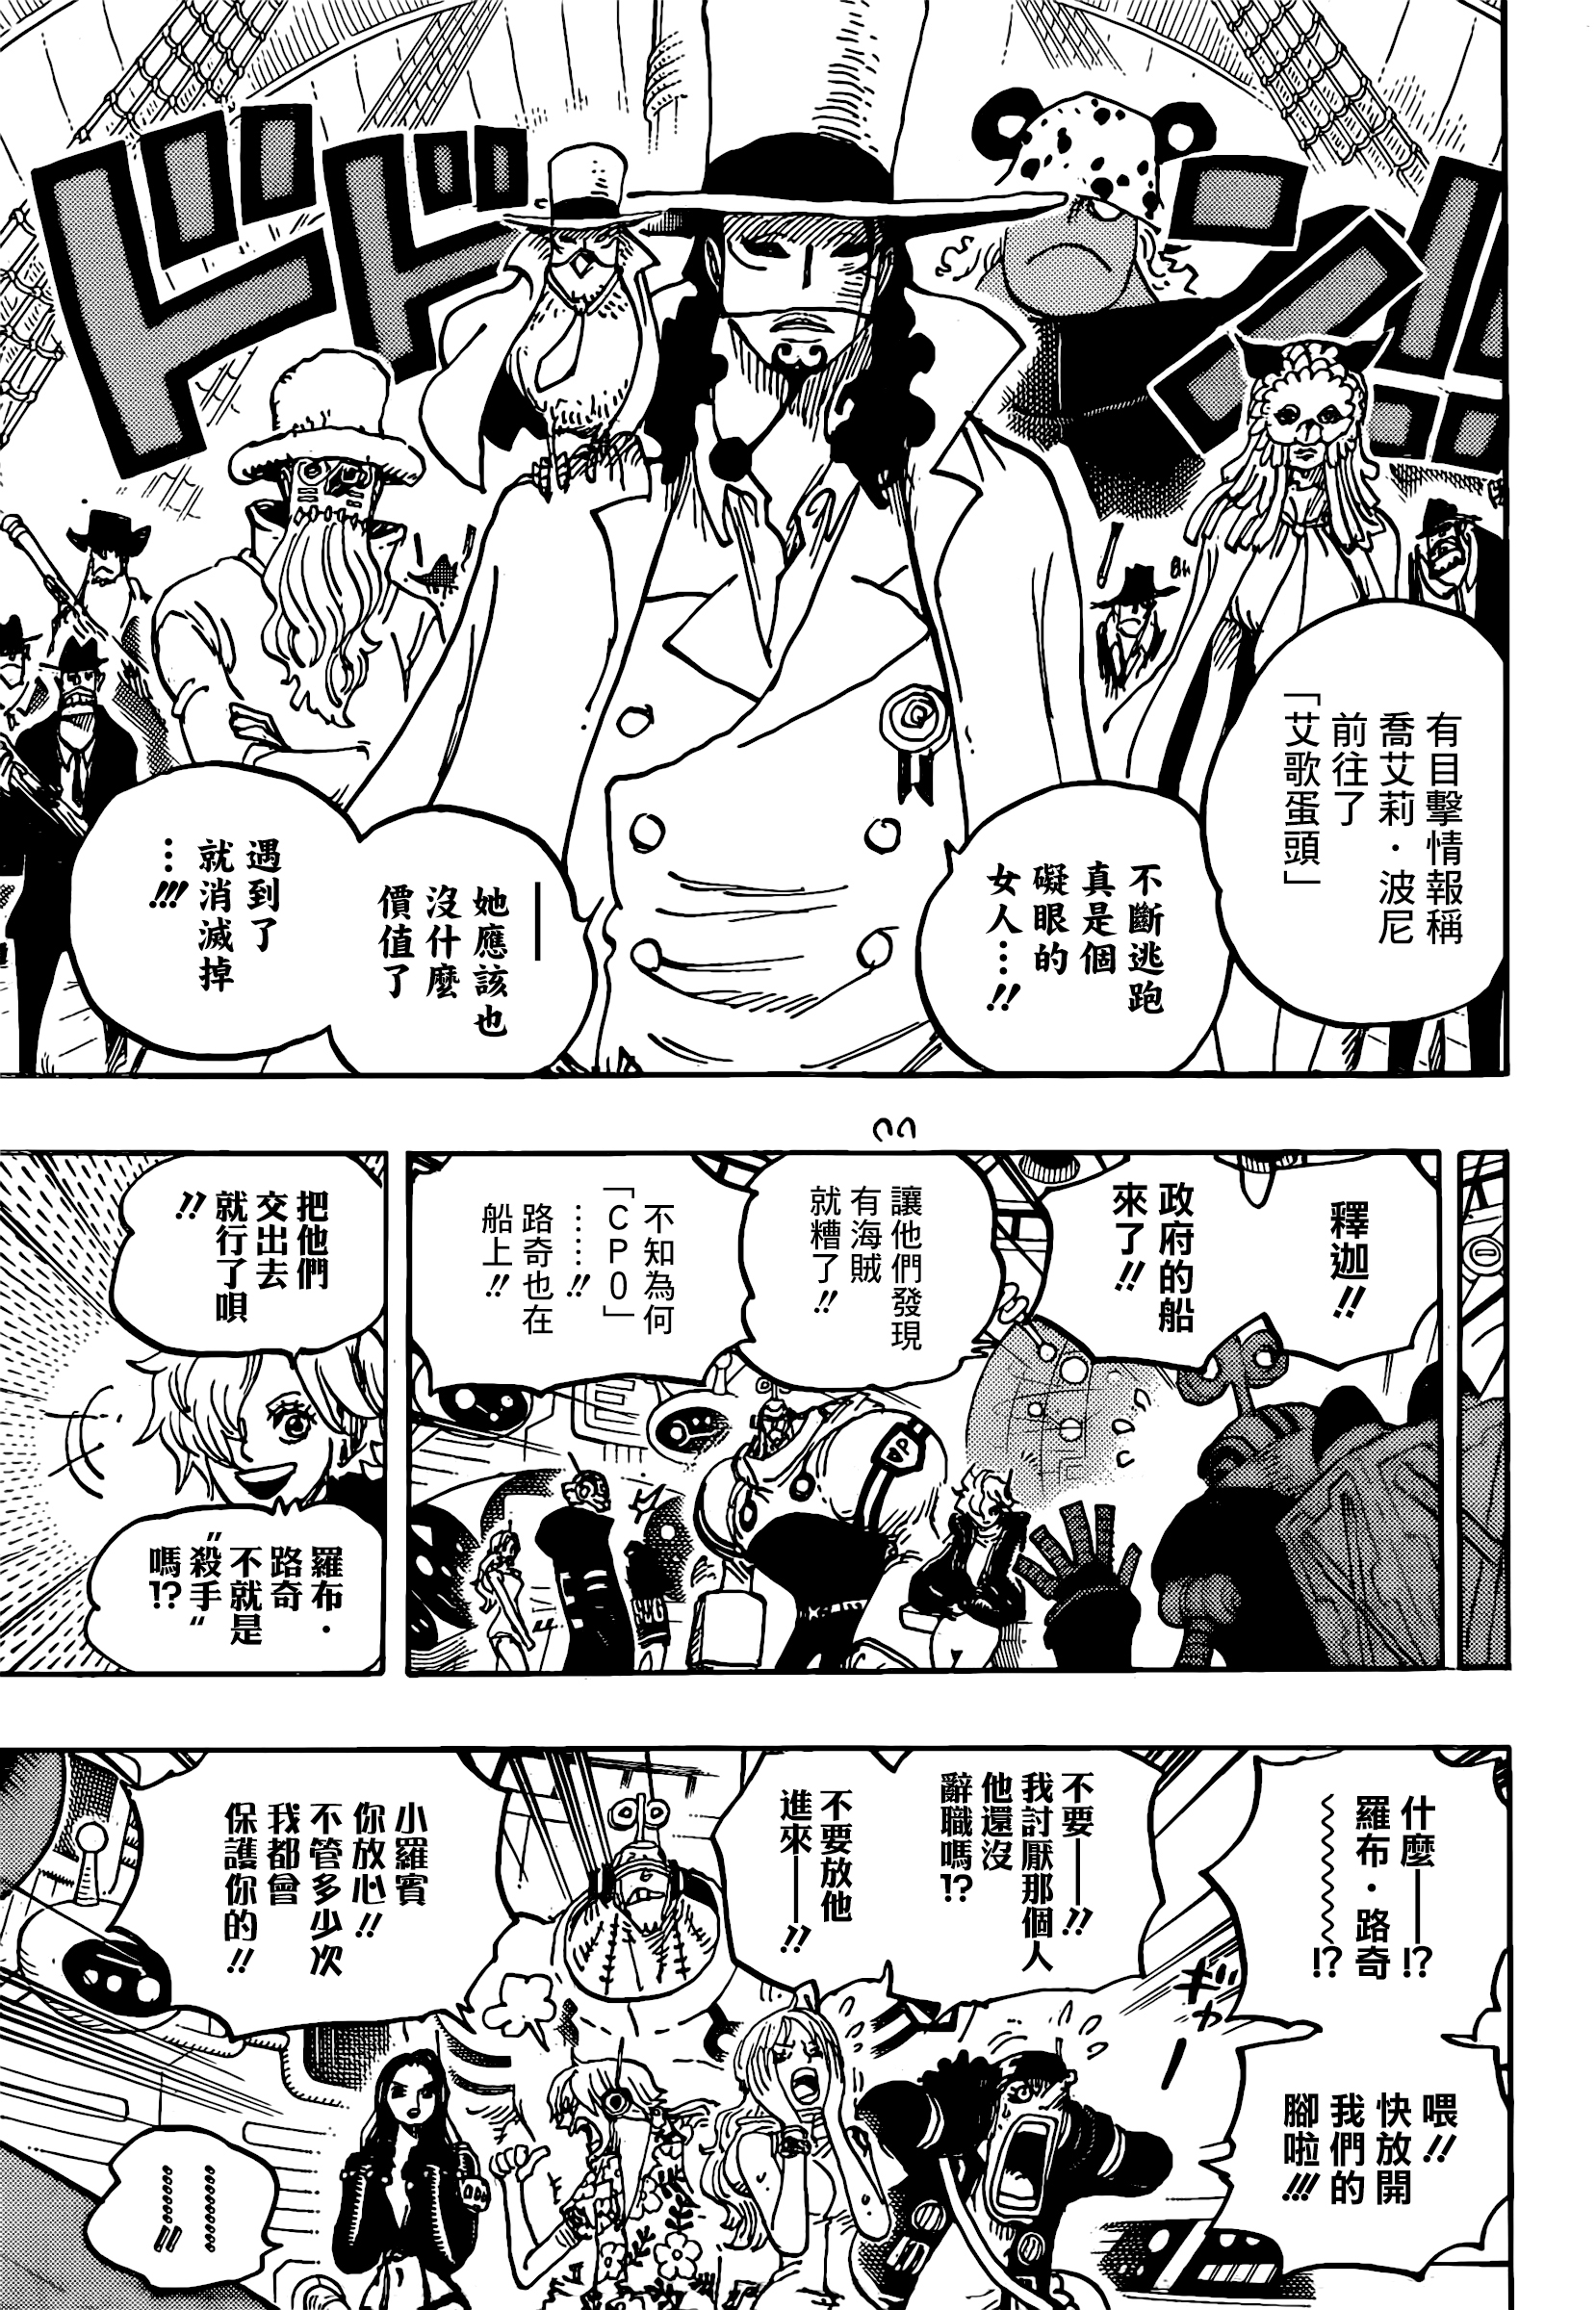 ドドン!!
有目擊情報稱
喬艾莉·波尼
前往了
「艾歌蛋頭」
不斷逃跑
真是個
礙眼的
女人…!!
——
她應該也
沒什麼
價值了
遇到了
就消滅掉
…!!!
釋迦!!
政府的船
來了!!
讓他們發現
有海賊
就糟了!!
不知為何
「CP0」
……!!
路奇也在
船上!!
把他們
交出去
就行了唄
!!
羅布·
路奇
不就是
"殺手"
嗎!?
什麼——!?
羅布·路奇
~~~~!?
喂!!
快放開
我們的
腳啦!!!
不要——!!
我討厭那個人
他還沒
辭職嗎!?
不要放他
進來——!!
ギャー
小羅賓
你放心!!
不管多少次
我都會
保護你的!!
………
………!!